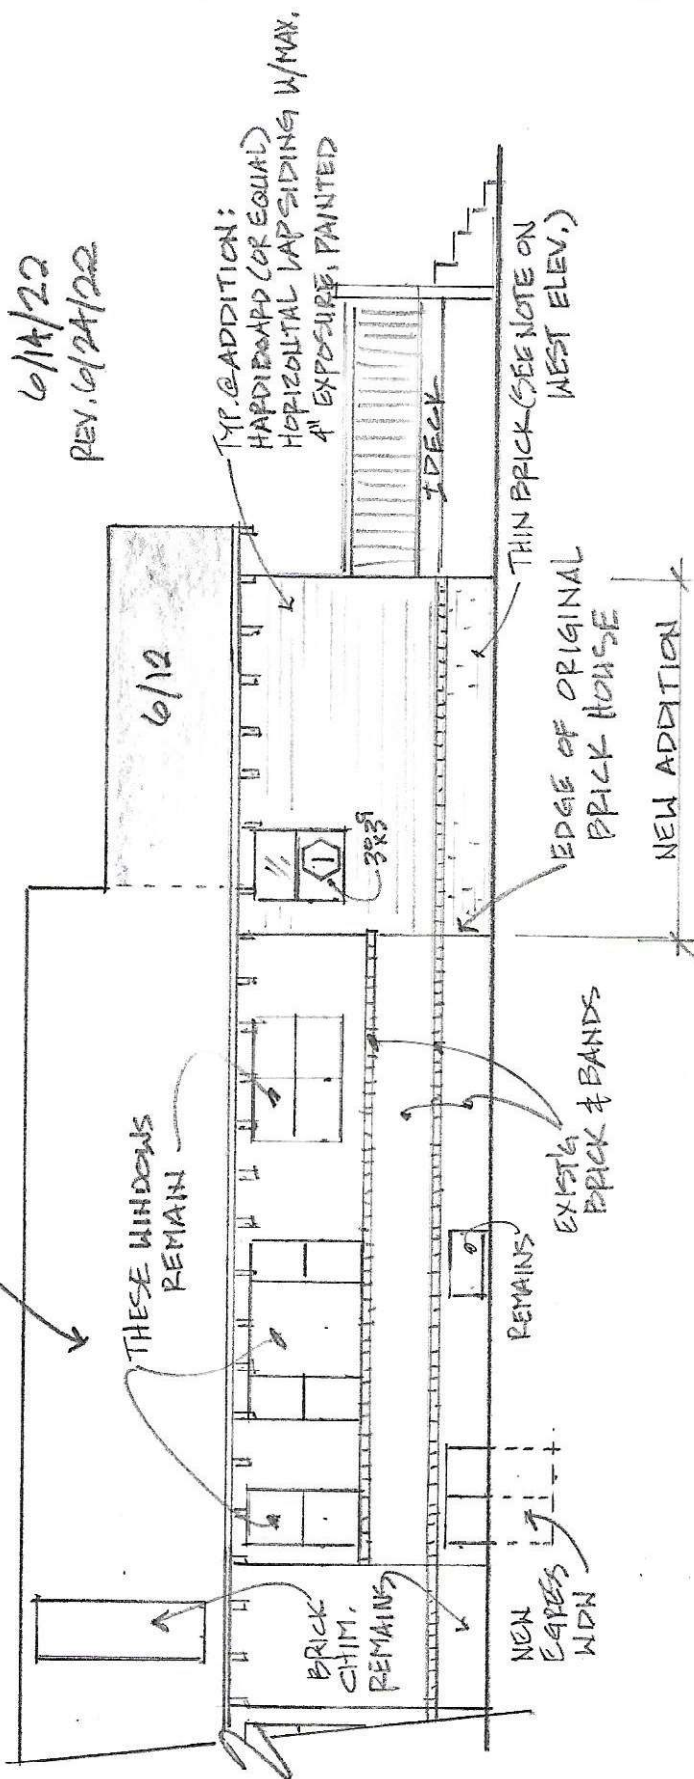 6/14/22
REV. 6/24/22
THESE WINDOWS
REMAIN
6/12
TYP. @ ADDITION:
HARDIBOARD (OR EQUAL)
HORIZONTAL LAPSIDING W/MAX.
4" EXPOSURE, PAINTED
BRICK
CHIM.
REMAINS
1
DECK
NEW
EGRESS
WDN
REMAINS
EXIST'G
BRICK & BANDS
EDGE OF ORIGINAL
BRICK HOUSE
THIN BRICK (SEE NOTE ON
WEST ELEV.)
NEW ADDITION